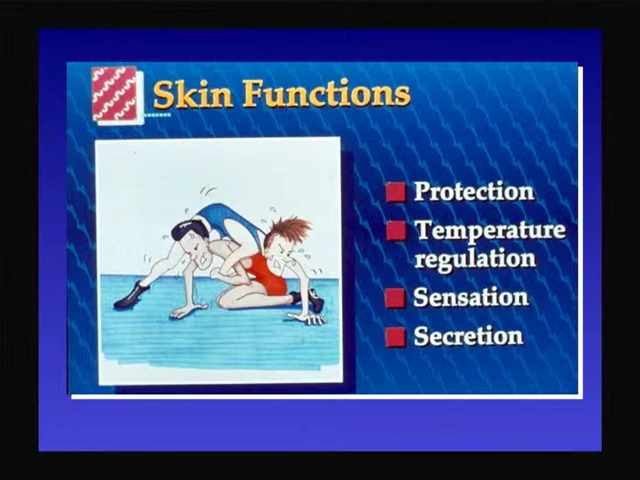 Skin Functions
Protection
Temperature
regulation
Sensation
Secretion